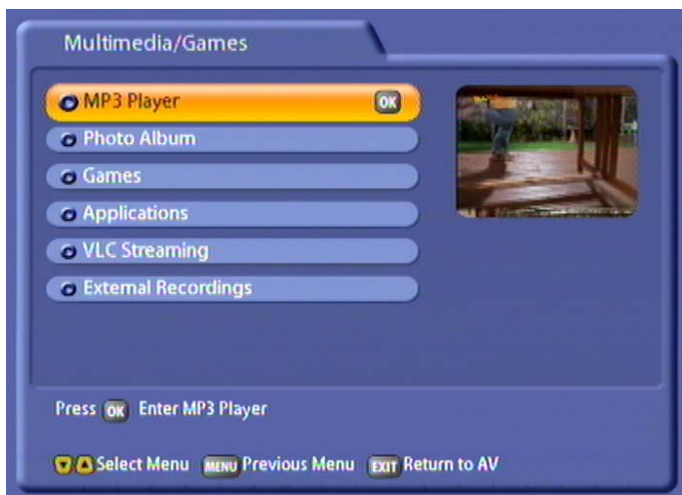 Multimedia/Games
MP3 Player OK
Photo Album
Games
Applications
VLC Streaming
External Recordings
Press OK Enter MP3 Player
Select Menu MENU Previous Menu EXIT Return to AV